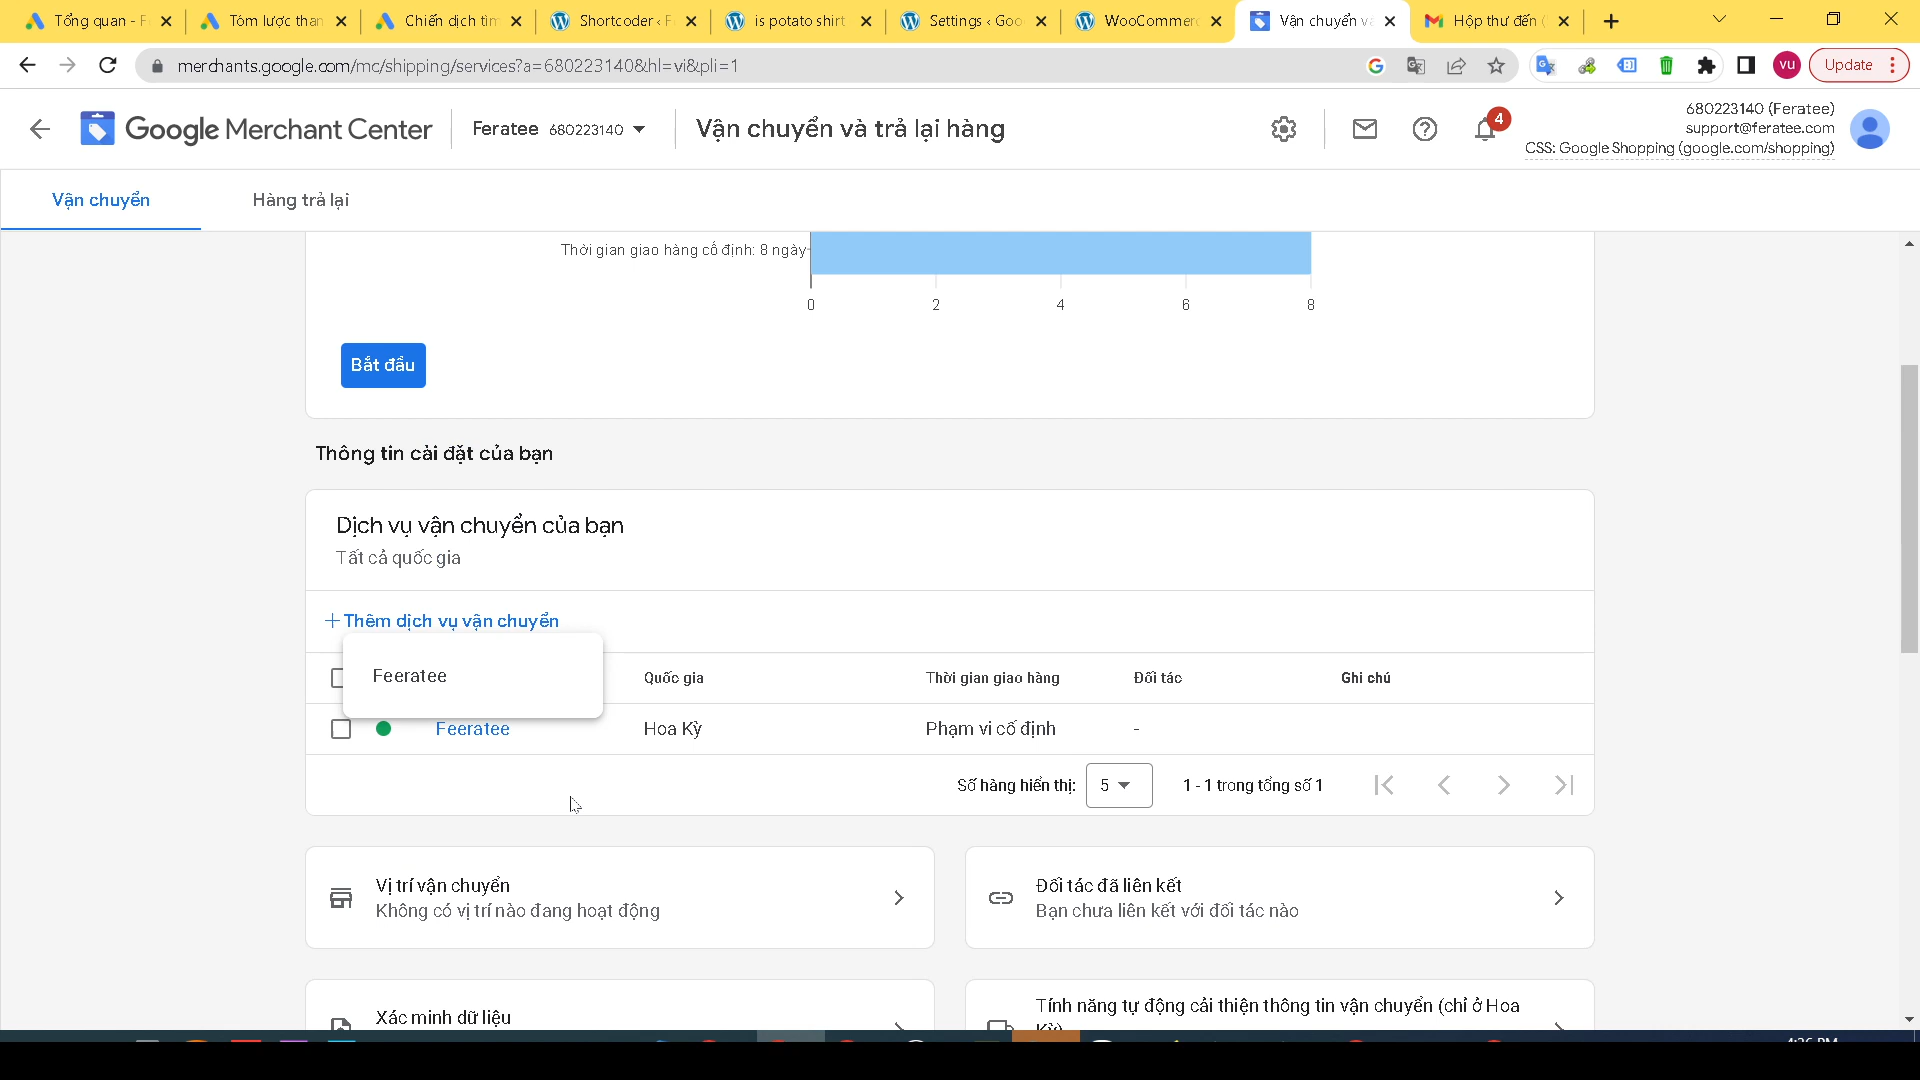 Tổng quan - F
Tóm lược than
Chiến dịch tìm
Shortcoder ‹ F
is potato shirt
Settings ‹ Goo
WooCommerc
Vận chuyển và
Hộp thư đến (
merchants.google.com/mc/shipping/services?a=680223140&hl=vi&pli=1
VU
Update
Google Merchant Center
Feratee 680223140
Vận chuyển và trả lại hàng
4
680223140 (Feratee)
support@feratee.com
CSS: Google Shopping (google.com/shopping)
Vận chuyển
Hàng trả lại
Thời gian giao hàng cố định: 8 ngày
0 2 4 6 8
Bắt đầu
Thông tin cài đặt của bạn
Dịch vụ vận chuyển của bạn
Tất cả quốc gia
+ Thêm dịch vụ vận chuyển
Feeratee
Quốc gia
Thời gian giao hàng
Đối tác
Ghi chú
Feeratee
Hoa Kỳ
Phạm vi cố định
-
Số hàng hiển thị:
5
1 - 1 trong tổng số 1
Vị trí vận chuyển
Không có vị trí nào đang hoạt động
Đối tác đã liên kết
Bạn chưa liên kết với đối tác nào
Xác minh dữ liệu
Tính năng tự động cải thiện thông tin vận chuyển (chỉ ở Hoa
Kỳ)